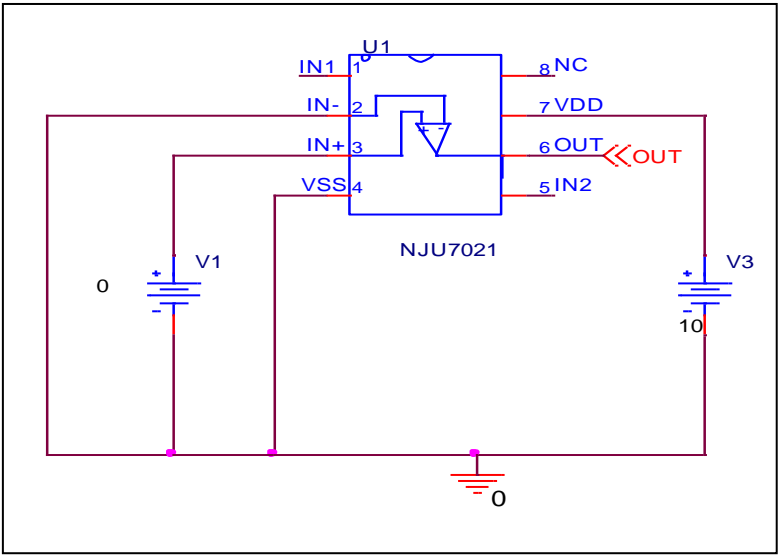 U1
IN1 1
8 NC
IN- 2
7 VDD
+ -
IN+ 3
6 OUT
OUT
VSS 4
5 IN2
NJU7021
+
V1
0
-
+
V3
-
10
0